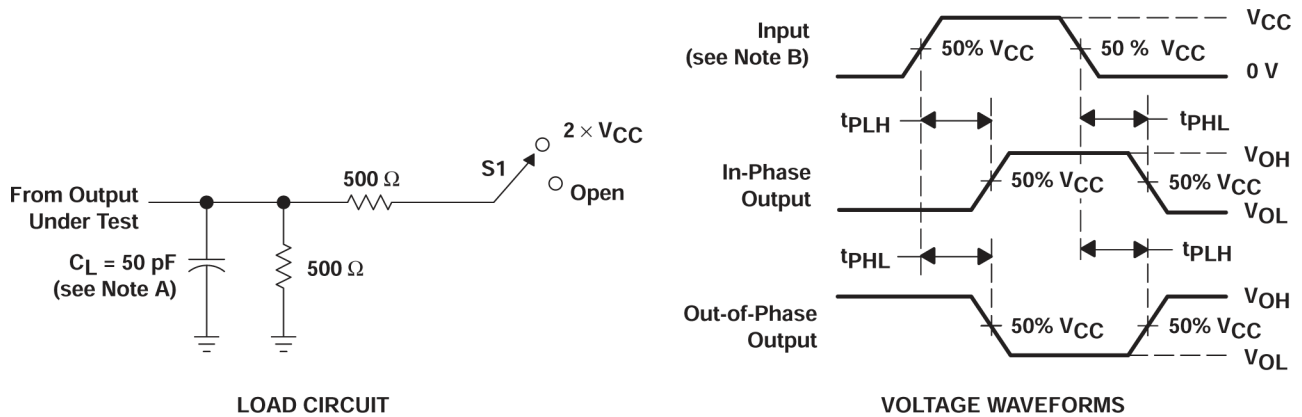 From Output
Under Test
CL = 50 pF
(see Note A)
500 Ω
500 Ω
S1
2 × VCC
Open
LOAD CIRCUIT
Input
(see Note B)
50% VCC
50 % VCC
VCC
0 V
tPLH
tPHL
In-Phase
Output
50% VCC
50% VCC
VOH
VOL
tPHL
tPLH
Out-of-Phase
Output
50% VCC
50% VCC
VOH
VOL
VOLTAGE WAVEFORMS